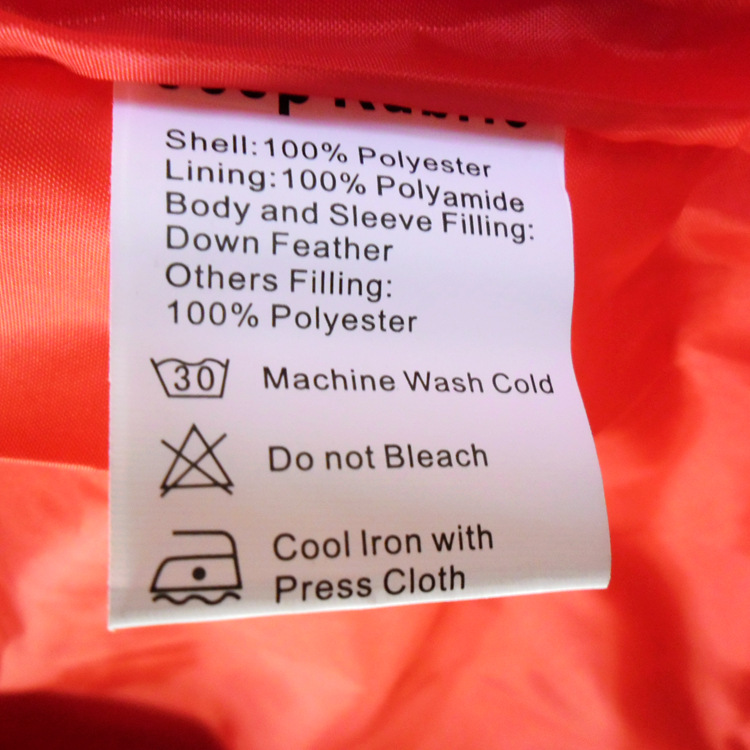 Shell:100% Polyester
Lining:100% Polyamide
Body and Sleeve Filling:
Down Feather
Others Filling:
100% Polyester
30 Machine Wash Cold
Do not Bleach
Cool Iron with
Press Cloth